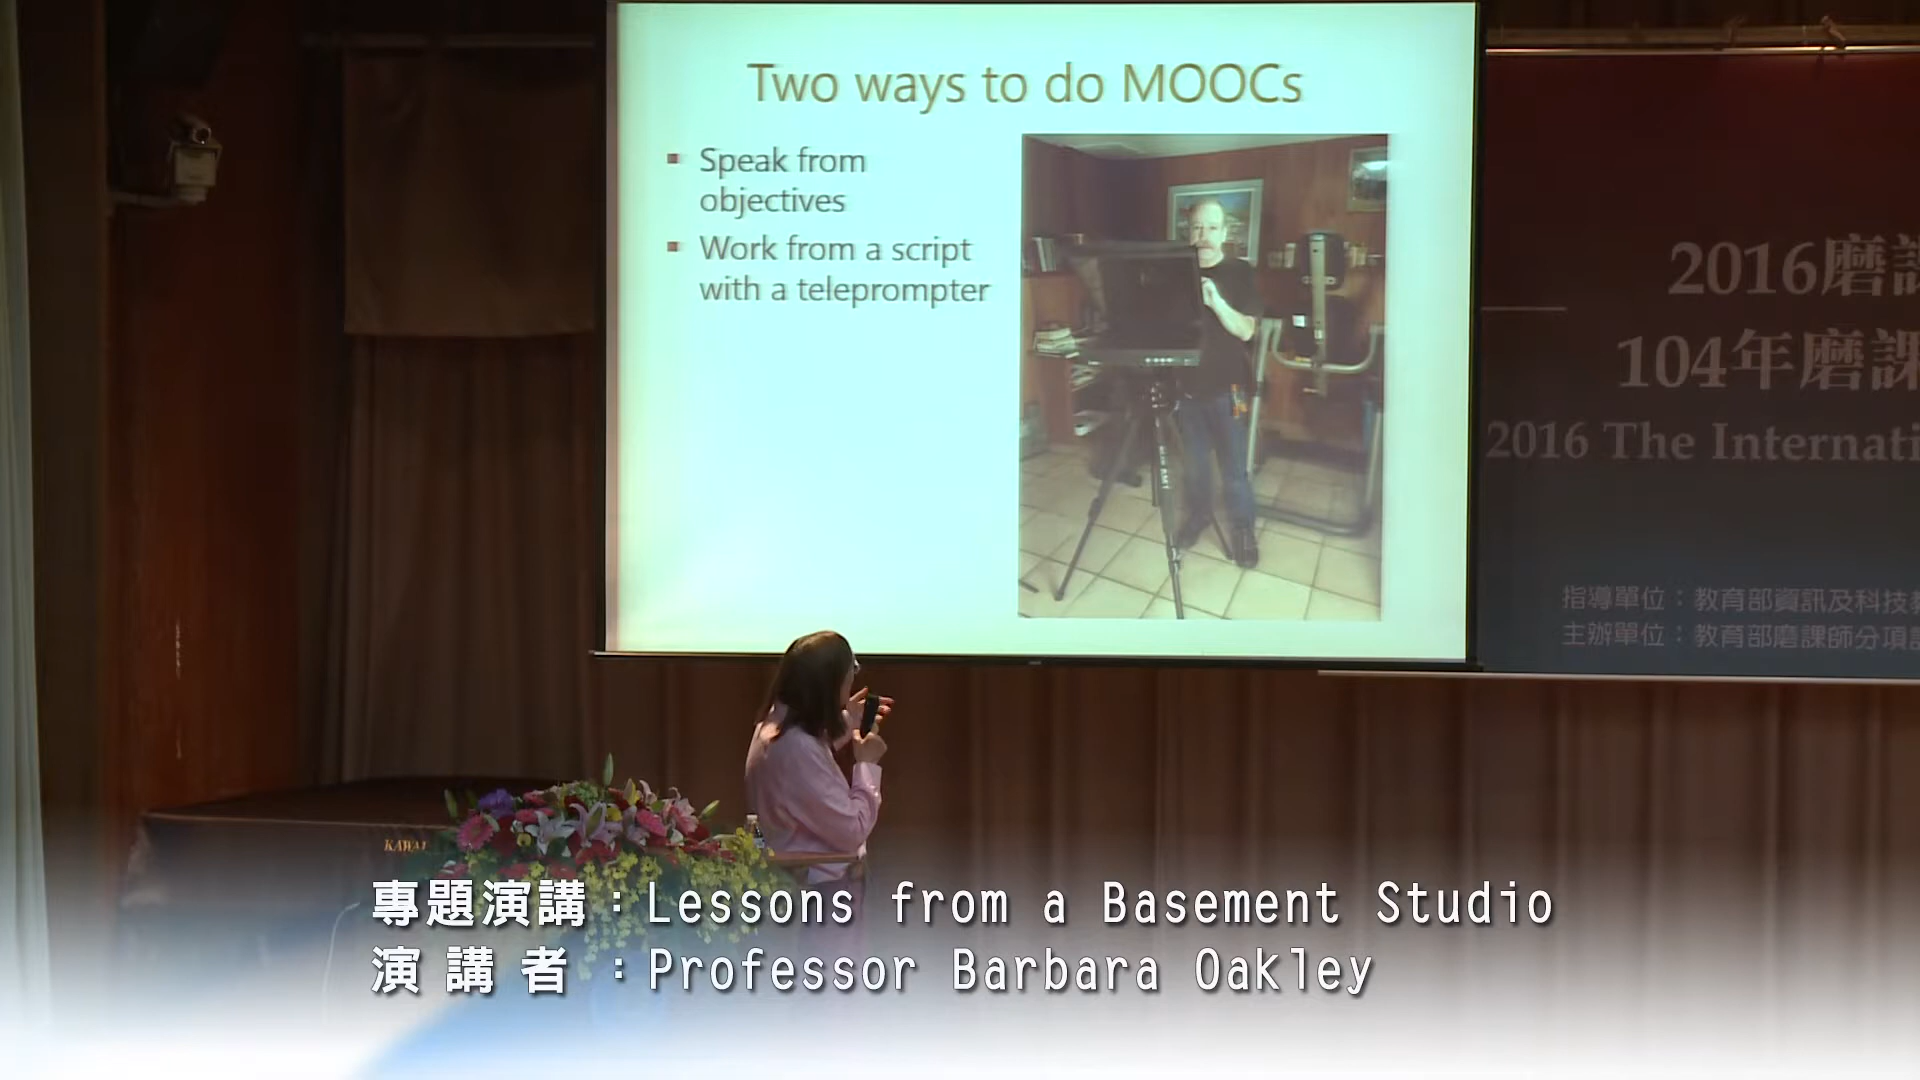 Two ways to do MOOCs
Speak from
objectives
Work from a script
with a teleprompter
2016磨課
104年磨課
2016 The Internati
指導單位：教育部資訊及科技教
主辦單位：教育部磨課師分項計
KAWAI
專題演講：Lessons from a Basement Studio
演講者：Professor Barbara Oakley